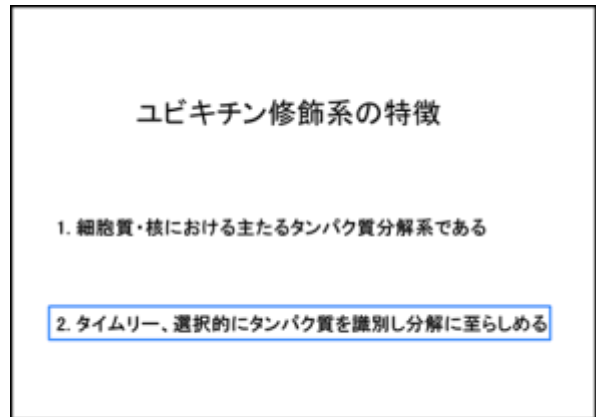 ユビキチン修飾系の特徴
1. 細胞質・核における主たるタンパク質分解系である
2. タイムリー、選択的にタンパク質を識別し分解に至らしめる